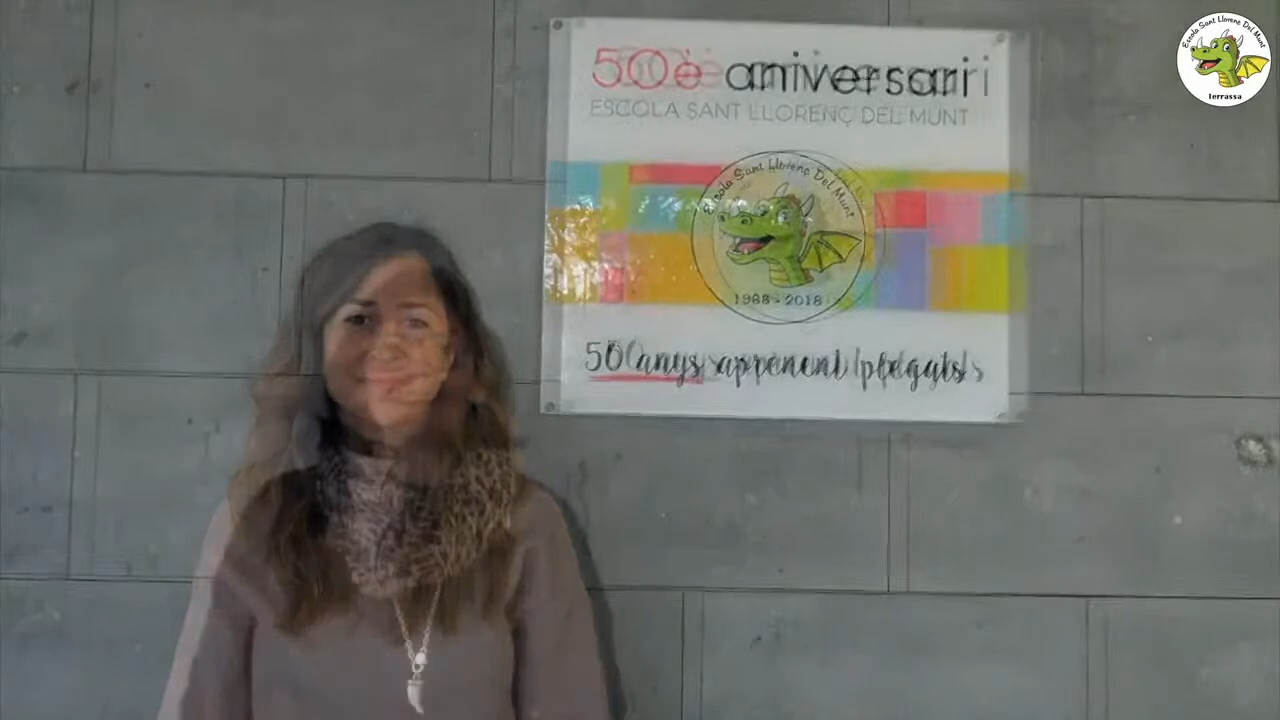 50è aniversari
ESCOLA SANT LLORENÇ DEL MUNT
Escola Sant Llorenç Del Munt
1968 - 2018
50 anys aprenent plegats
Escola Sant Llorenç Del Munt
Terrassa